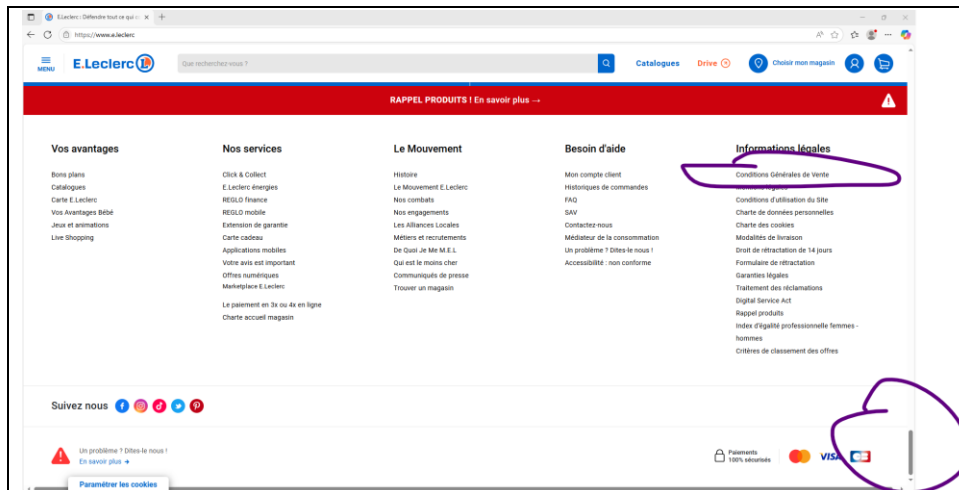 E.Leclerc : Défendre tout ce qui c
https://www.e.leclerc
MENU
E.Leclerc L
Que recherchez-vous ?
Catalogues
Drive
Choisir mon magasin
RAPPEL PRODUITS ! En savoir plus →
Vos avantages
Bons plans
Catalogues
Carte E.Leclerc
Vos Avantages Bébé
Jeux et animations
Live Shopping
Nos services
Click & Collect
E.Leclerc énergies
REGLO finance
REGLO mobile
Extension de garantie
Carte cadeau
Applications mobiles
Votre avis est important
Offres numériques
Marketplace E.Leclerc
Le paiement en 3x ou 4x en ligne
Charte accueil magasin
Le Mouvement
Histoire
Le Mouvement E.Leclerc
Nos combats
Nos engagements
Les Alliances Locales
Métiers et recrutements
De Quoi Je Me M.E.L
Qui est le moins cher
Communiqués de presse
Trouver un magasin
Besoin d'aide
Mon compte client
Historiques de commandes
FAQ
SAV
Contactez-nous
Médiateur de la consommation
Un problème ? Dites-le nous !
Accessibilité : non conforme
Informations légales
Conditions Générales de Vente
Mentions légales
Conditions d'utilisation du Site
Charte de données personnelles
Charte des cookies
Modalités de livraison
Droit de rétractation de 14 jours
Formulaire de rétractation
Garanties légales
Traitement des réclamations
Digital Service Act
Rappel produits
Index d'égalité professionnelle femmes -
hommes
Critères de classement des offres
Suivez nous
Un problème ? Dites-le nous !
En savoir plus →
Paiements
100% sécurisés
VISA
CB
Paramétrer les cookies